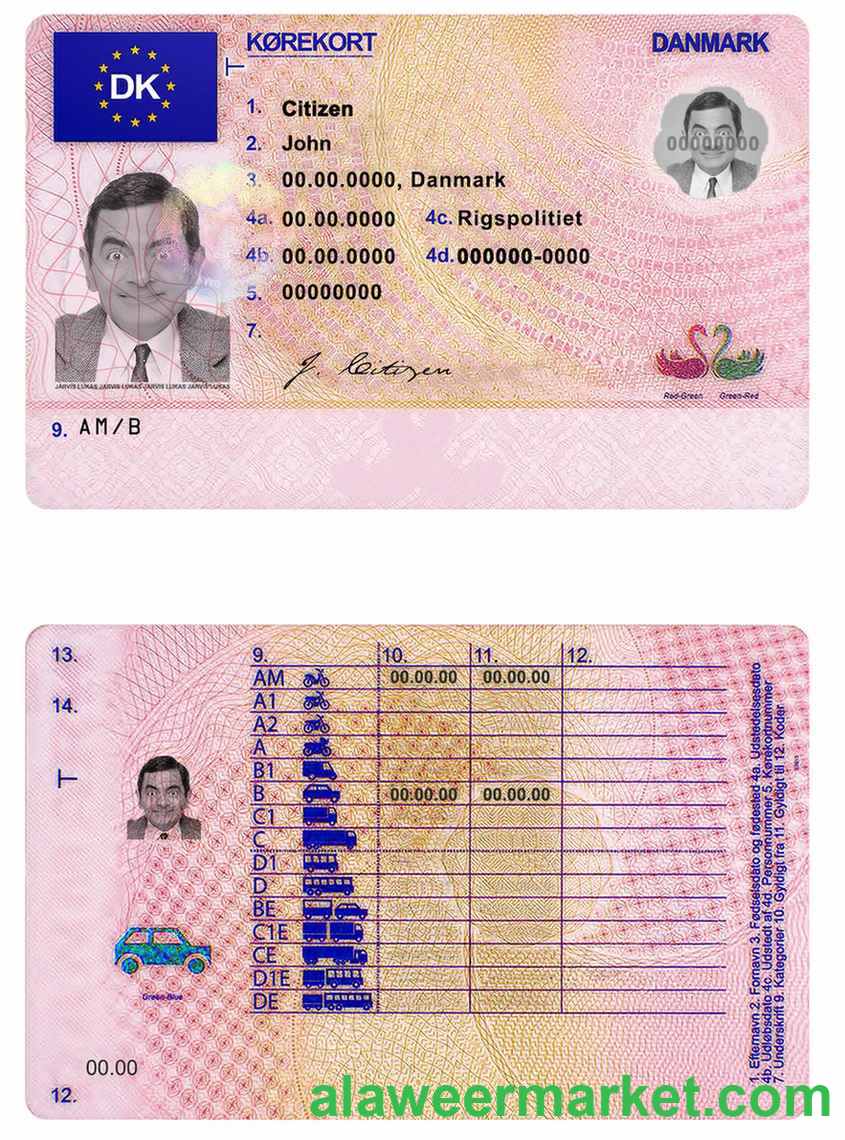 DK
KØREKORT
DANMARK
1. Citizen
2. John
3. 00.00.0000, Danmark
4a. 00.00.0000 4c. Rigspolitiet
4b. 00.00.0000 4d. 000000-0000
5. 00000000
7.
J. Citizen
00000000
JARVIS LUKAS JARVIS LUKAS JARVIS LUKAS JARVIS LUKAS
Red-Green Green-Red
9. AM/B
13.
14.
9. 10. 11. 12.
AM 00.00.00 00.00.00
A1
A2
A
B1
B 00.00.00 00.00.00
C1
C
D1
D
BE
C1E
CE
D1E
DE
Green-Blue
00.00
12.
1. Efternavn 2. Fornavn 3. Fødselsdato og fødested 4a. Udstedelsesdato
4b. Udløbsdato 4c. Udstedt af 4d. Personnummer 5. Kørekortnummer
7. Underskrift 9. Kategorier 10. Gyldigt fra 11. Gyldigt til 12. Koder
alaweermarket.com